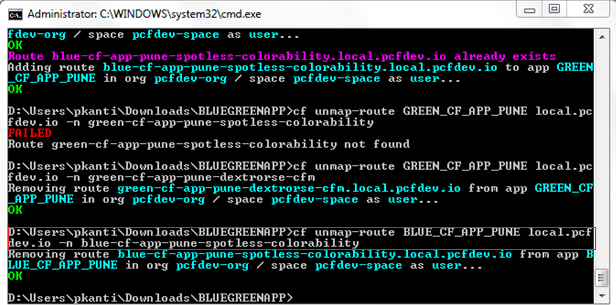 Administrator: C:\WINDOWS\system32\cmd.exe
fdev-org / space pcfdev-space as user...
OK
Route blue-cf-app-pune-spotless-colorability.local.pcfdev.io already exists
Adding route blue-cf-app-pune-spotless-colorability.local.pcfdev.io to app GREEN
_CF_APP_PUNE in org pcfdev-org / space pcfdev-space as user...
OK
D:\Users\pkanti\Downloads\BLUEGREENAPP>cf unmap-route GREEN_CF_APP_PUNE local.pc
fdev.io -n green-cf-app-pune-spotless-colorability
FAILED
Route green-cf-app-pune-spotless-colorability not found
D:\Users\pkanti\Downloads\BLUEGREENAPP>cf unmap-route GREEN_CF_APP_PUNE local.pc
fdev.io -n green-cf-app-pune-dextrorse-cfm
Removing route green-cf-app-pune-dextrorse-cfm.local.pcfdev.io from app GREEN_CF
_APP_PUNE in org pcfdev-org / space pcfdev-space as user...
OK
D:\Users\pkanti\Downloads\BLUEGREENAPP>cf unmap-route BLUE_CF_APP_PUNE local.pcf
dev.io -n blue-cf-app-pune-spotless-colorability
Removing route blue-cf-app-pune-spotless-colorability.local.pcfdev.io from app B
LUE_CF_APP_PUNE in org pcfdev-org / space pcfdev-space as user...
OK
D:\Users\pkanti\Downloads\BLUEGREENAPP>